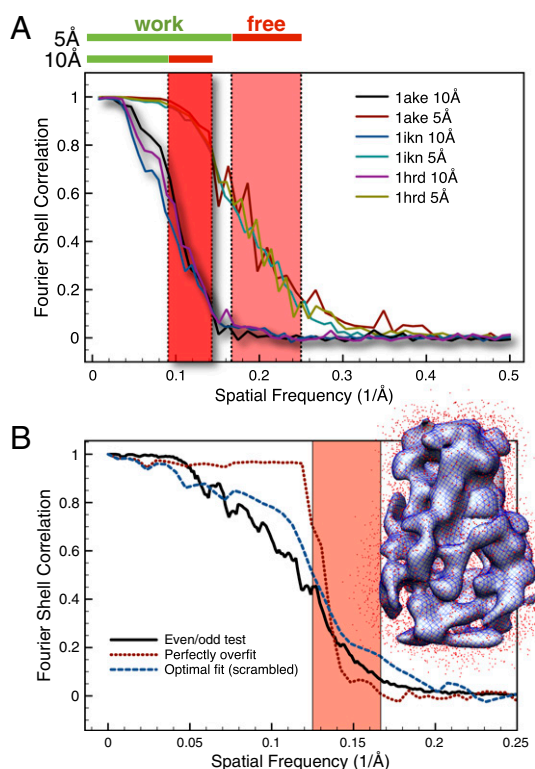 A
work free
5Å
10Å
1
0.8
0.6
0.4
0.2
0
Fourier Shell Correlation
1ake 10Å
1ake 5Å
1ikn 10Å
1ikn 5Å
1hrd 10Å
1hrd 5Å
0 0.1 0.2 0.3 0.4 0.5
Spatial Frequency (1/Å)
B
1
0.8
0.6
0.4
0.2
0
Fourier Shell Correlation
Even/odd test
Perfectly overfit
Optimal fit (scrambled)
0 0.05 0.1 0.15 0.2 0.25
Spatial Frequency (1/Å)